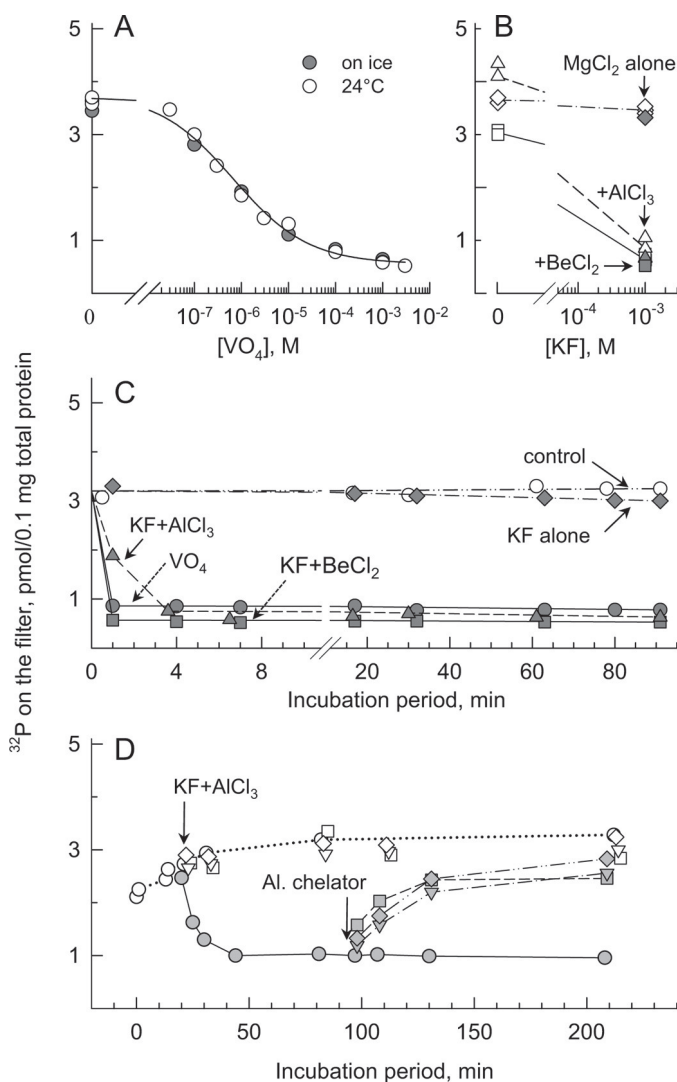 A
on ice
24°C
5
3
1
0
10⁻⁷
10⁻⁶
10⁻⁵
10⁻⁴
10⁻³
10⁻²
[VO₄], M
B
MgCl₂ alone
+AlCl₃
+BeCl₂
5
3
1
0
10⁻⁴
10⁻³
[KF], M
³²P on the filter, pmol/0.1 mg total protein
C
control
KF alone
KF+AlCl₃
VO₄
KF+BeCl₂
5
3
1
0
4
8
20
40
60
80
Incubation period, min
D
KF+AlCl₃
Al. chelator
5
3
1
0
100
200
Incubation period, min